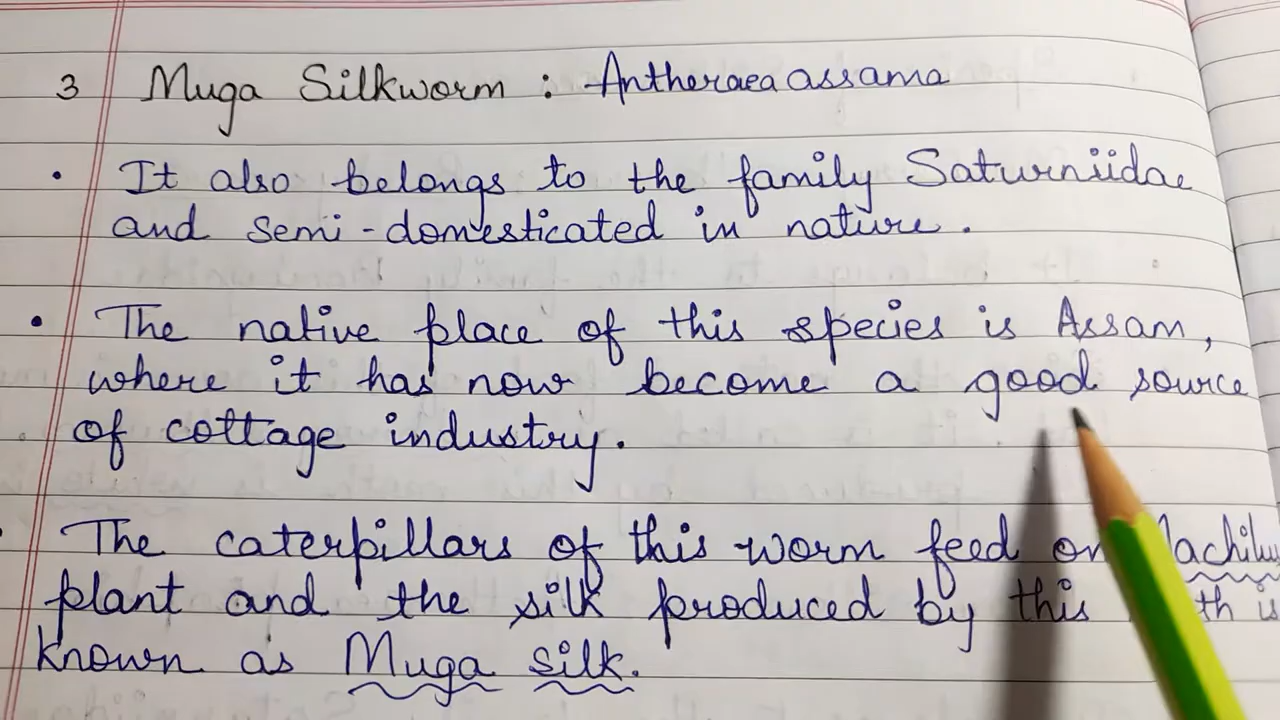 3 Muga Silkworm : Antheraea assama
• It also belongs to the family Saturniidae
and semi-domesticated in nature.
• The native place of this species is Assam,
where it has now become a good source
of cottage industry.
The caterpillars of this worm feed on
plant and the silk produced by this is
known as Muga silk.